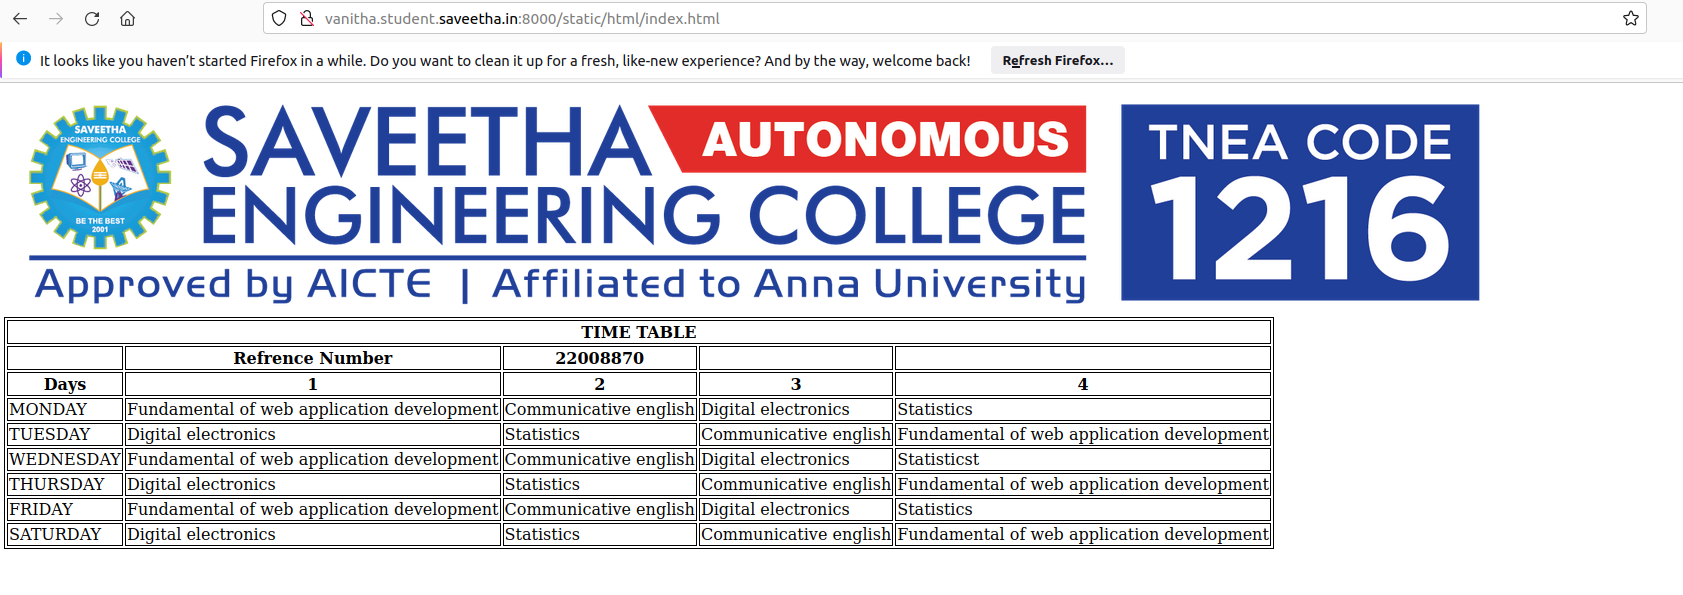 vanitha.student.saveetha.in:8000/static/html/index.html
It looks like you haven't started Firefox in a while. Do you want to clean it up for a fresh, like-new experience? And by the way, welcome back! Refresh Firefox...
SAVEETHA
ENGINEERING COLLEGE
BE THE BEST
2001
SAVEETHA AUTONOMOUS
ENGINEERING COLLEGE
Approved by AICTE | Affiliated to Anna University
TNEA CODE
1216
TIME TABLE
Refrence Number 22008870
Days 1 2 3 4
MONDAY Fundamental of web application development Communicative english Digital electronics Statistics
TUESDAY Digital electronics Statistics Communicative english Fundamental of web application development
WEDNESDAY Fundamental of web application development Communicative english Digital electronics Statisticst
THURSDAY Digital electronics Statistics Communicative english Fundamental of web application development
FRIDAY Fundamental of web application development Communicative english Digital electronics Statistics
SATURDAY Digital electronics Statistics Communicative english Fundamental of web application development